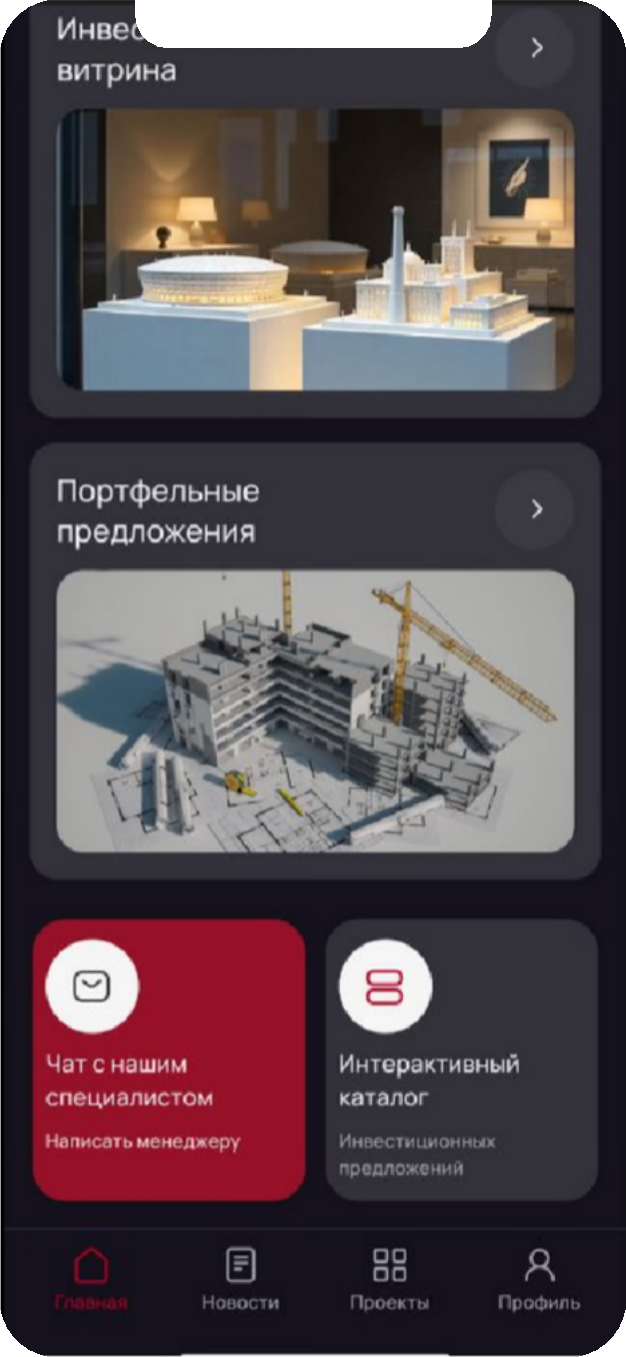 витрина
Портфельные
предложения
Чат с нашим
специалистом
Написать менеджеру
Интерактивный
каталог
Инвестиционных
предложений
Главная
Новости
Проекты
Профиль